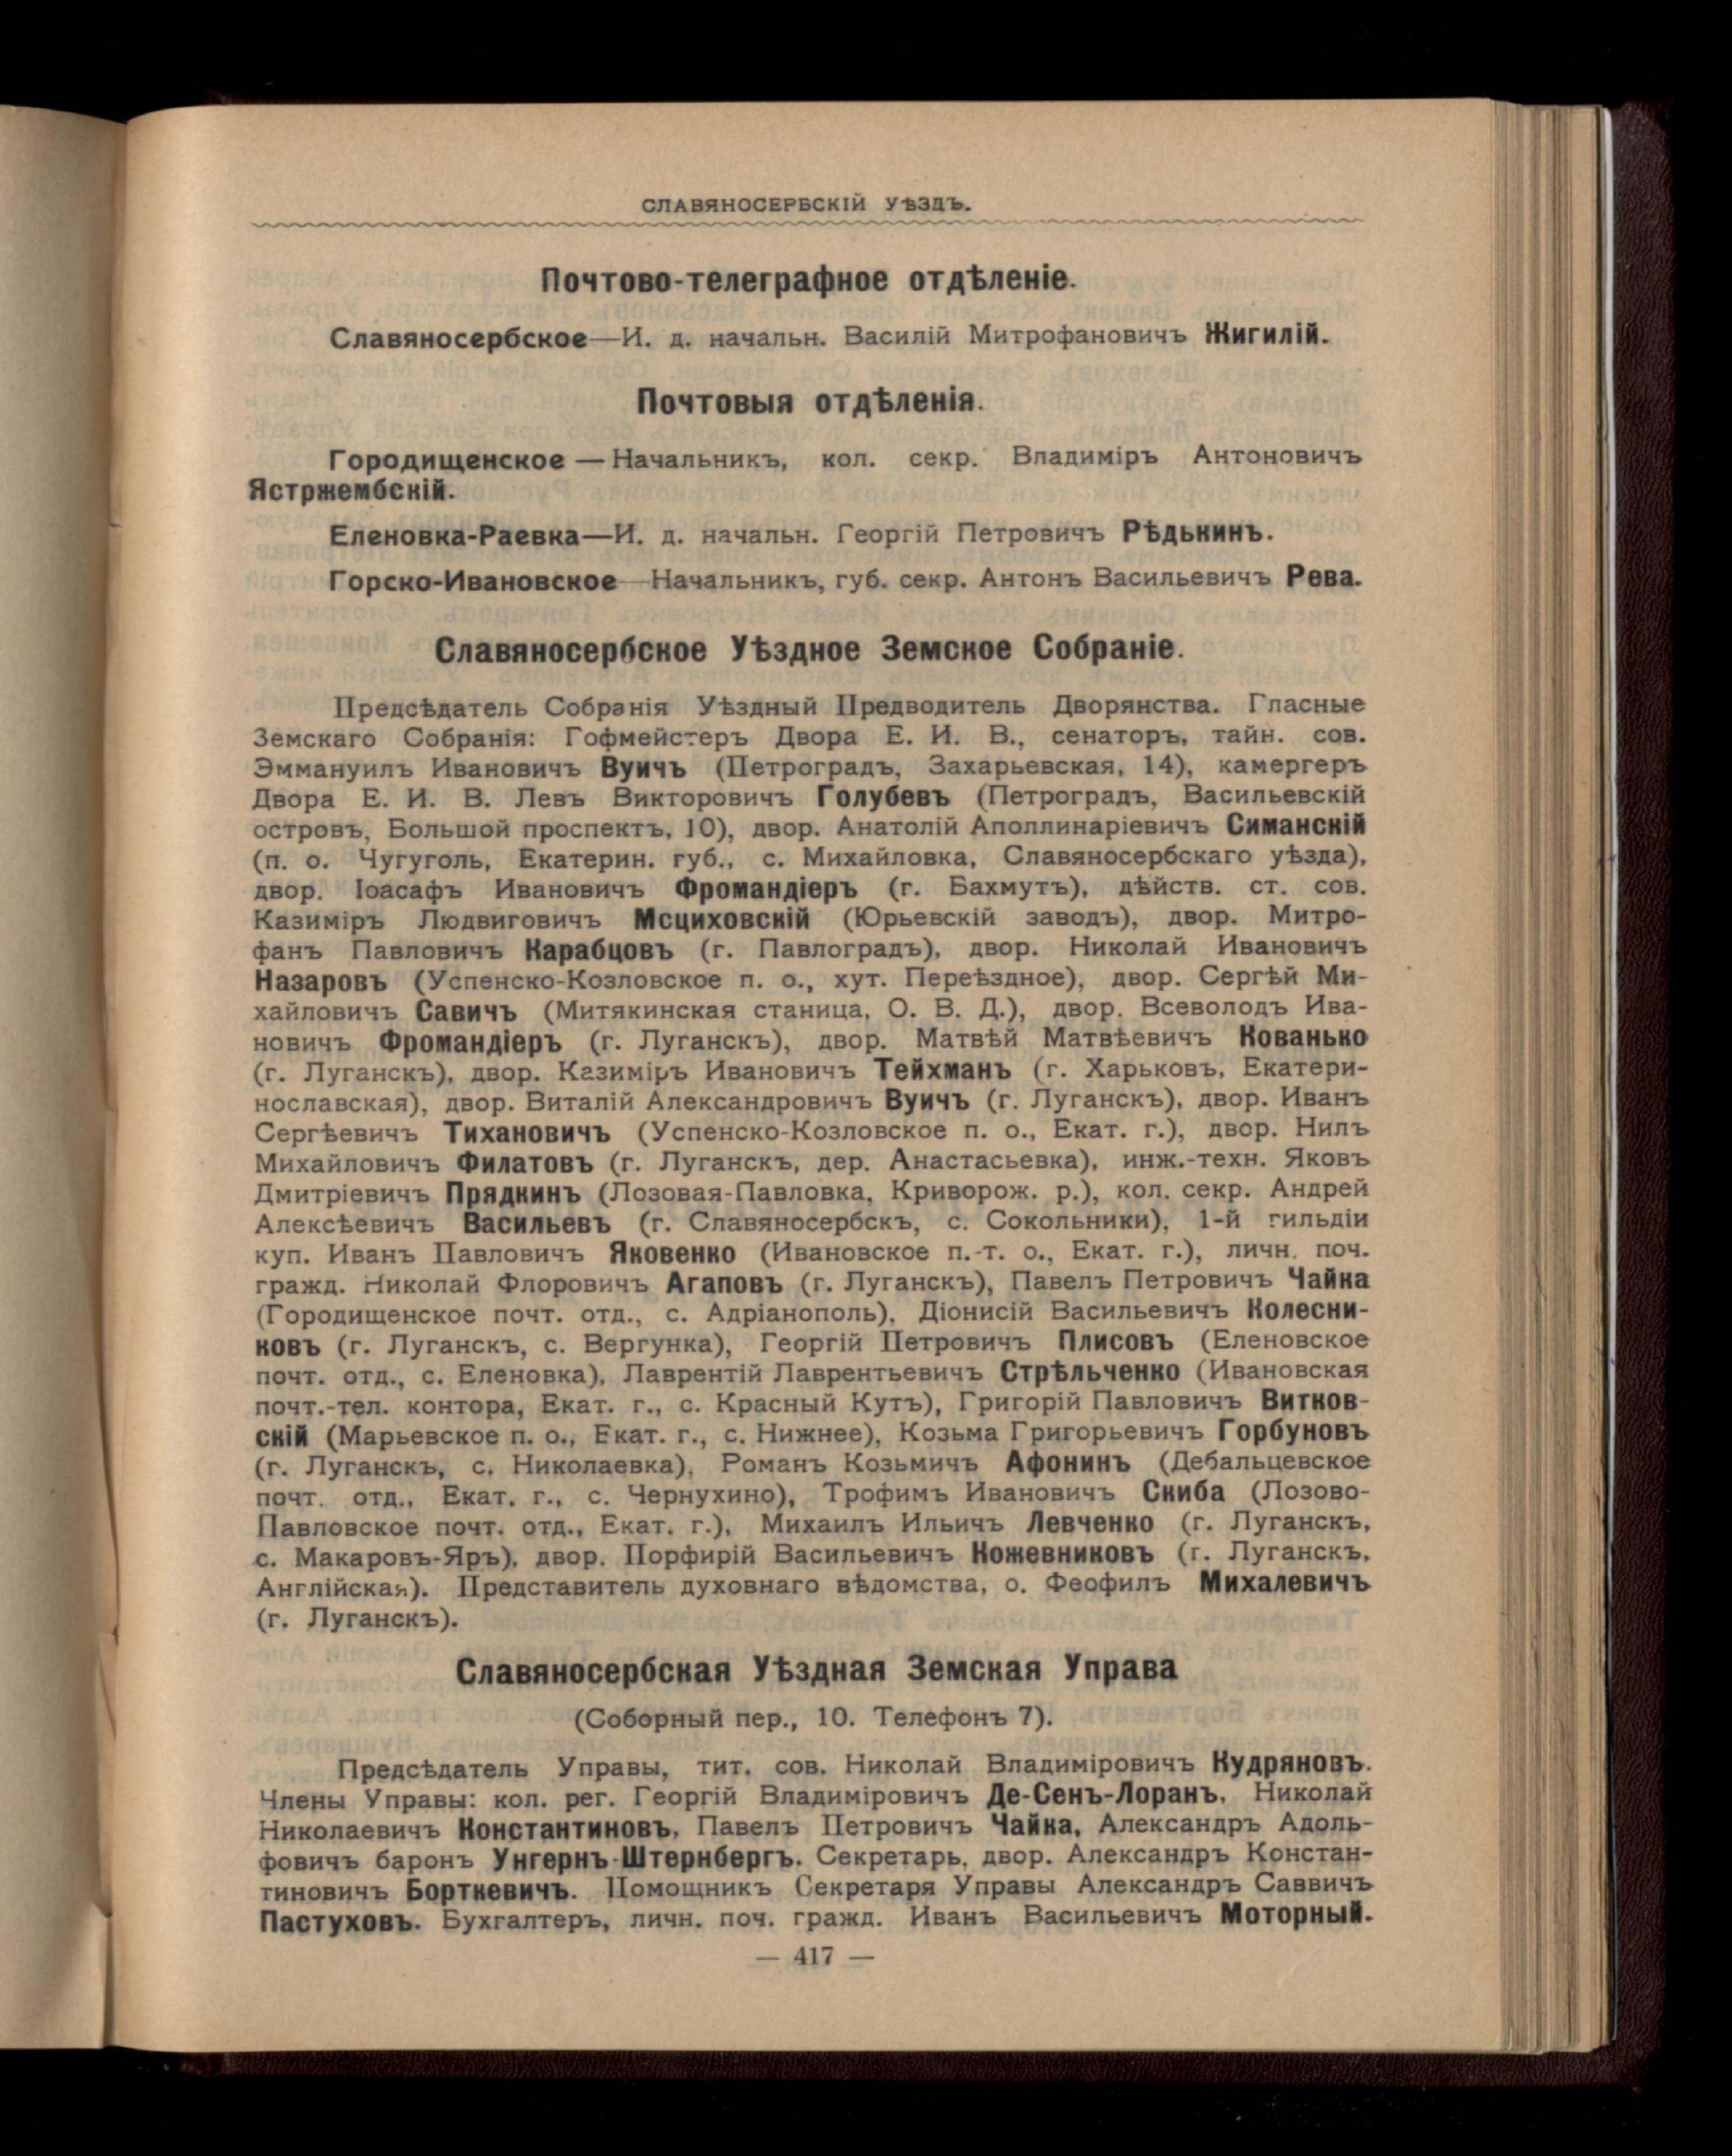 СЛАВЯНОСЕРБСКІЙ УѢЗДЪ.
Почтово-телеграфное отдѣленіе.
Славяносербское—И. д. начальн. Василій Митрофановичъ Жигилій.
Почтовыя отдѣленія.
Городищенское — Начальникъ, кол. секр. Владиміръ Антоновичъ
Ястржембскій.
Еленовка-Раевка—И. д. начальн. Георгій Петровичъ Рѣдькинъ.
Горско-Ивановское—Начальникъ, губ. секр. Антонъ Васильевичъ Рева.
Славяносербское Уѣздное Земское Собраніе.
Предсѣдатель Собранія Уѣздный Предводитель Дворянства. Гласные
Земскаго Собранія: Гофмейстеръ Двора Е. И. В., сенаторъ, тайн. сов.
Эммануилъ Ивановичъ Вуичъ (Петроградъ, Захарьевская, 14), камергеръ
Двора Е. И. В. Левъ Викторовичъ Голубевъ (Петроградъ, Васильевскій
островъ, Большой проспектъ, 10), двор. Анатолій Аполлинаріевичъ Симанскій
(п. о. Чугуголь, Екатерин. губ., с. Михайловка, Славяносербскаго уѣзда),
двор. Іоасафъ Ивановичъ Фромандіеръ (г. Бахмутъ), дѣйств. ст. сов.
Казиміръ Людвиговичъ Мсциховскій (Юрьевскій заводъ), двор. Митро-
фанъ Павловичъ Карабцовъ (г. Павлоградъ), двор. Николай Ивановичъ
Назаровъ (Успенско-Козловское п. о., хут. Переѣздное), двор. Сергѣй Ми-
хайловичъ Савичъ (Митякинская станица, О. В. Д.), двор. Всеволодъ Ива-
новичъ Фромандіеръ (г. Луганскъ), двор. Матвѣй Матвѣевичъ Кованько
(г. Луганскъ), двор. Казиміръ Ивановичъ Тейхманъ (г. Харьковъ, Екатери-
нославская), двор. Виталій Александровичъ Вуичъ (г. Луганскъ), двор. Иванъ
Сергѣевичъ Тихановичъ (Успенско-Козловское п. о., Екат. г.), двор. Нилъ
Михайловичъ Филатовъ (г. Луганскъ, дер. Анастасьевка), инж.-техн. Яковъ
Дмитріевичъ Прядкинъ (Лозовая-Павловка, Криворож. р.), кол. секр. Андрей
Алексѣевичъ Васильевъ (г. Славяносербскъ, с. Сокольники), 1-й гильдіи
куп. Иванъ Павловичъ Яковенко (Ивановское п.-т. о., Екат. г.), личн. поч.
гражд. Николай Флоровичъ Агаповъ (г. Луганскъ), Павелъ Петровичъ Чайка
(Городищенское почт. отд., с. Адріанополь), Діонисій Васильевичъ Колесни-
ковъ (г. Луганскъ, с. Вергунка), Георгій Петровичъ Плисовъ (Еленовское
почт. отд., с. Еленовка), Лаврентій Лаврентьевичъ Стрѣльченко (Ивановская
почт.-тел. контора, Екат. г., с. Красный Кутъ), Григорій Павловичъ Витков-
скій (Марьевское п. о., Екат. г., с. Нижнее), Козьма Григорьевичъ Горбуновъ
(г. Луганскъ, с. Николаевка), Романъ Козьмичъ Афонинъ (Дебальцевское
почт. отд., Екат. г., с. Чернухино), Трофимъ Ивановичъ Скиба (Лозово-
Павловское почт. отд., Екат. г.), Михаилъ Ильичъ Левченко (г. Луганскъ,
с. Макаровъ-Яръ), двор. Порфирій Васильевичъ Кожевниковъ (г. Луганскъ,
Англійская). Представитель духовнаго вѣдомства, о. Феофилъ Михалевичъ
(г. Луганскъ).
Славяносербская Уѣздная Земская Управа
(Соборный пер., 10. Телефонъ 7).
Предсѣдатель Управы, тит. сов. Николай Владиміровичъ Кудряновъ.
Члены Управы: кол. рег. Георгій Владиміровичъ Де-Сенъ-Лоранъ, Николай
Николаевичъ Константиновъ, Павелъ Петровичъ Чайка, Александръ Адоль-
фовичъ баронъ Унгернъ-Штернбергъ. Секретарь, двор. Александръ Констан-
тиновичъ Борткевичъ. Помощникъ Секретаря Управы Александръ Саввичъ
Пастуховъ. Бухгалтеръ, личн. поч. гражд. Иванъ Васильевичъ Моторный.
— 417 —